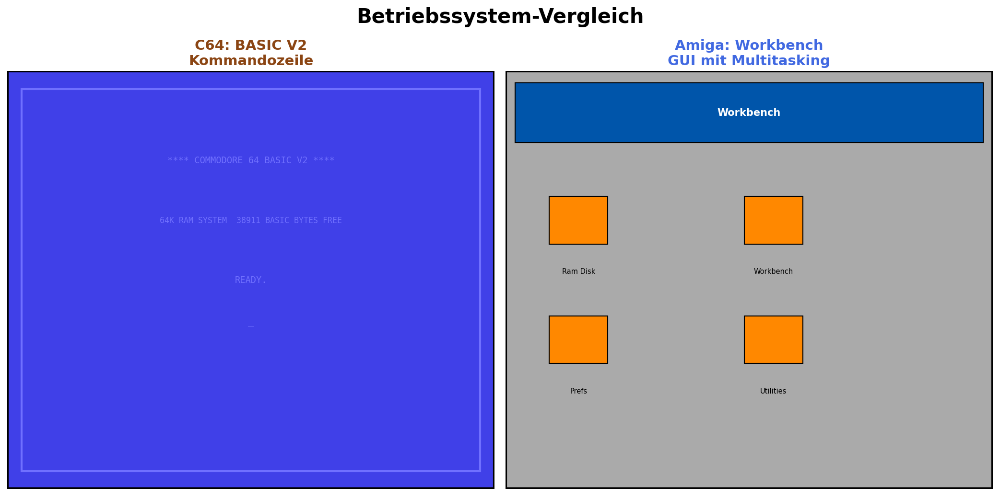 Betriebssystem-Vergleich
C64: BASIC V2
Kommandozeile
**** COMMODORE 64 BASIC V2 ****
64K RAM SYSTEM  38911 BASIC BYTES FREE
READY.
_
Amiga: Workbench
GUI mit Multitasking
Workbench
Ram Disk
Workbench
Prefs
Utilities